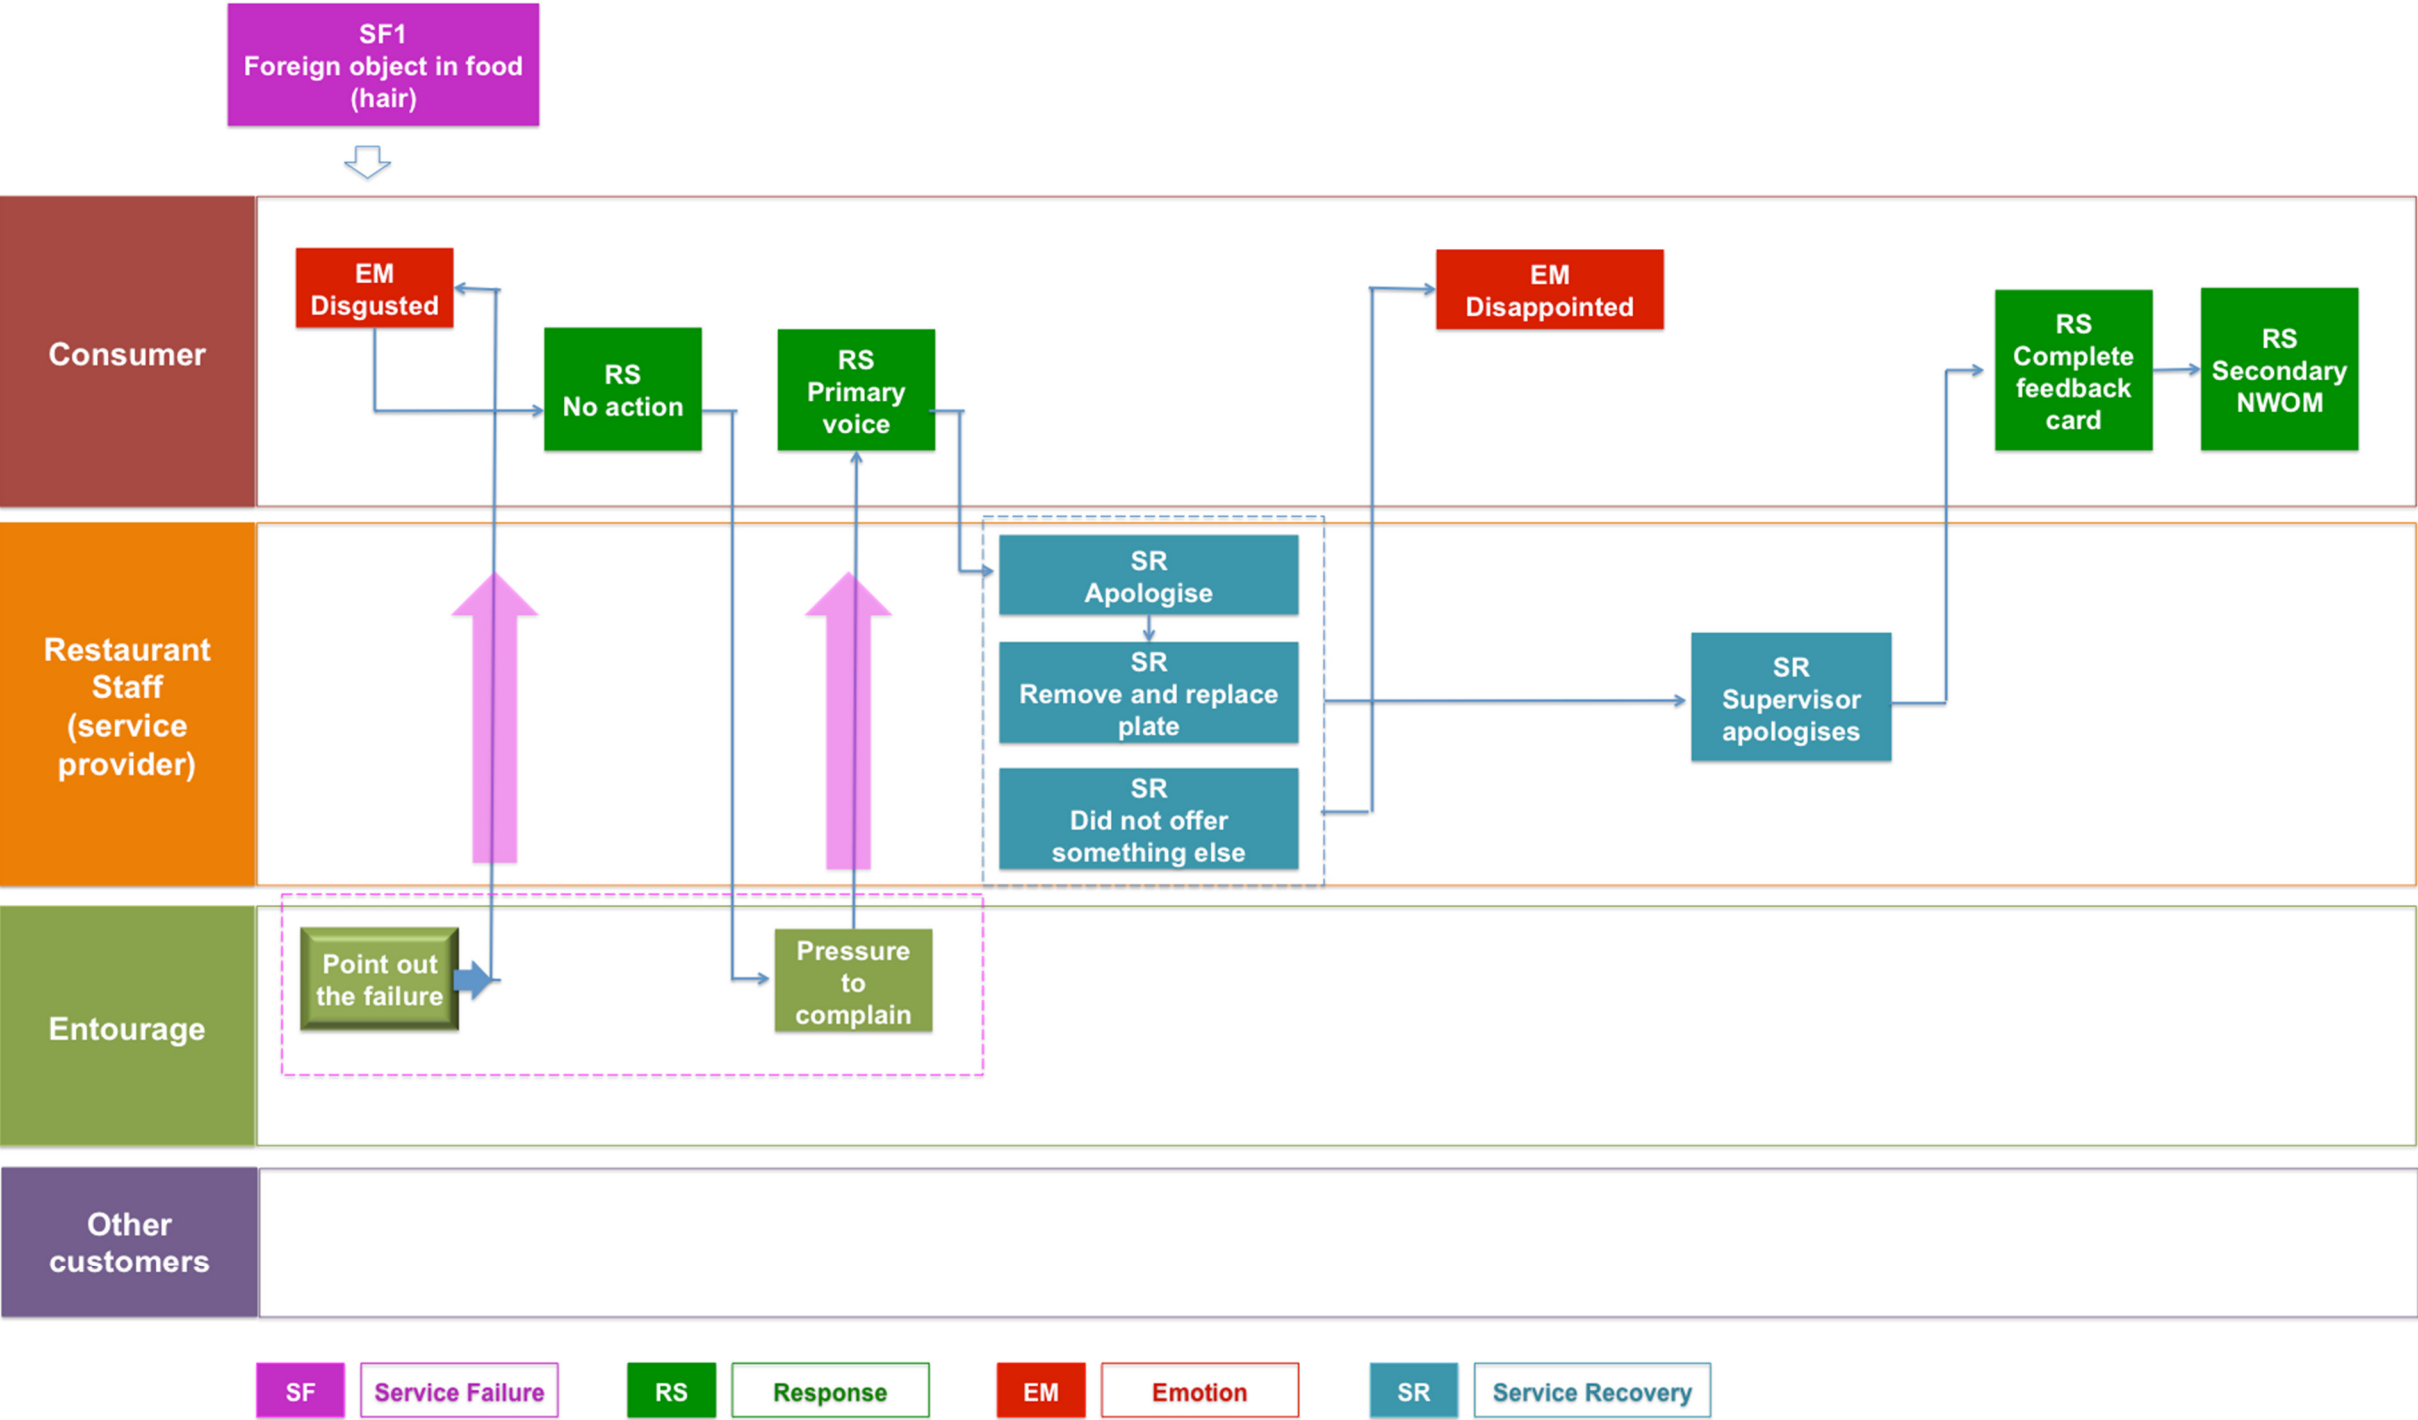 SF1
Foreign object in food
(hair)
Consumer
EM
Disgusted
RS
No action
RS
Primary
voice
EM
Disappointed
RS
Complete
feedback
card
RS
Secondary
NWOM
Restaurant
Staff
(service
provider)
SR
Apologise
SR
Remove and replace
plate
SR
Did not offer
something else
SR
Supervisor
apologises
Entourage
Point out
the failure
Pressure
to
complain
Other
customers
SF
Service Failure
RS
Response
EM
Emotion
SR
Service Recovery